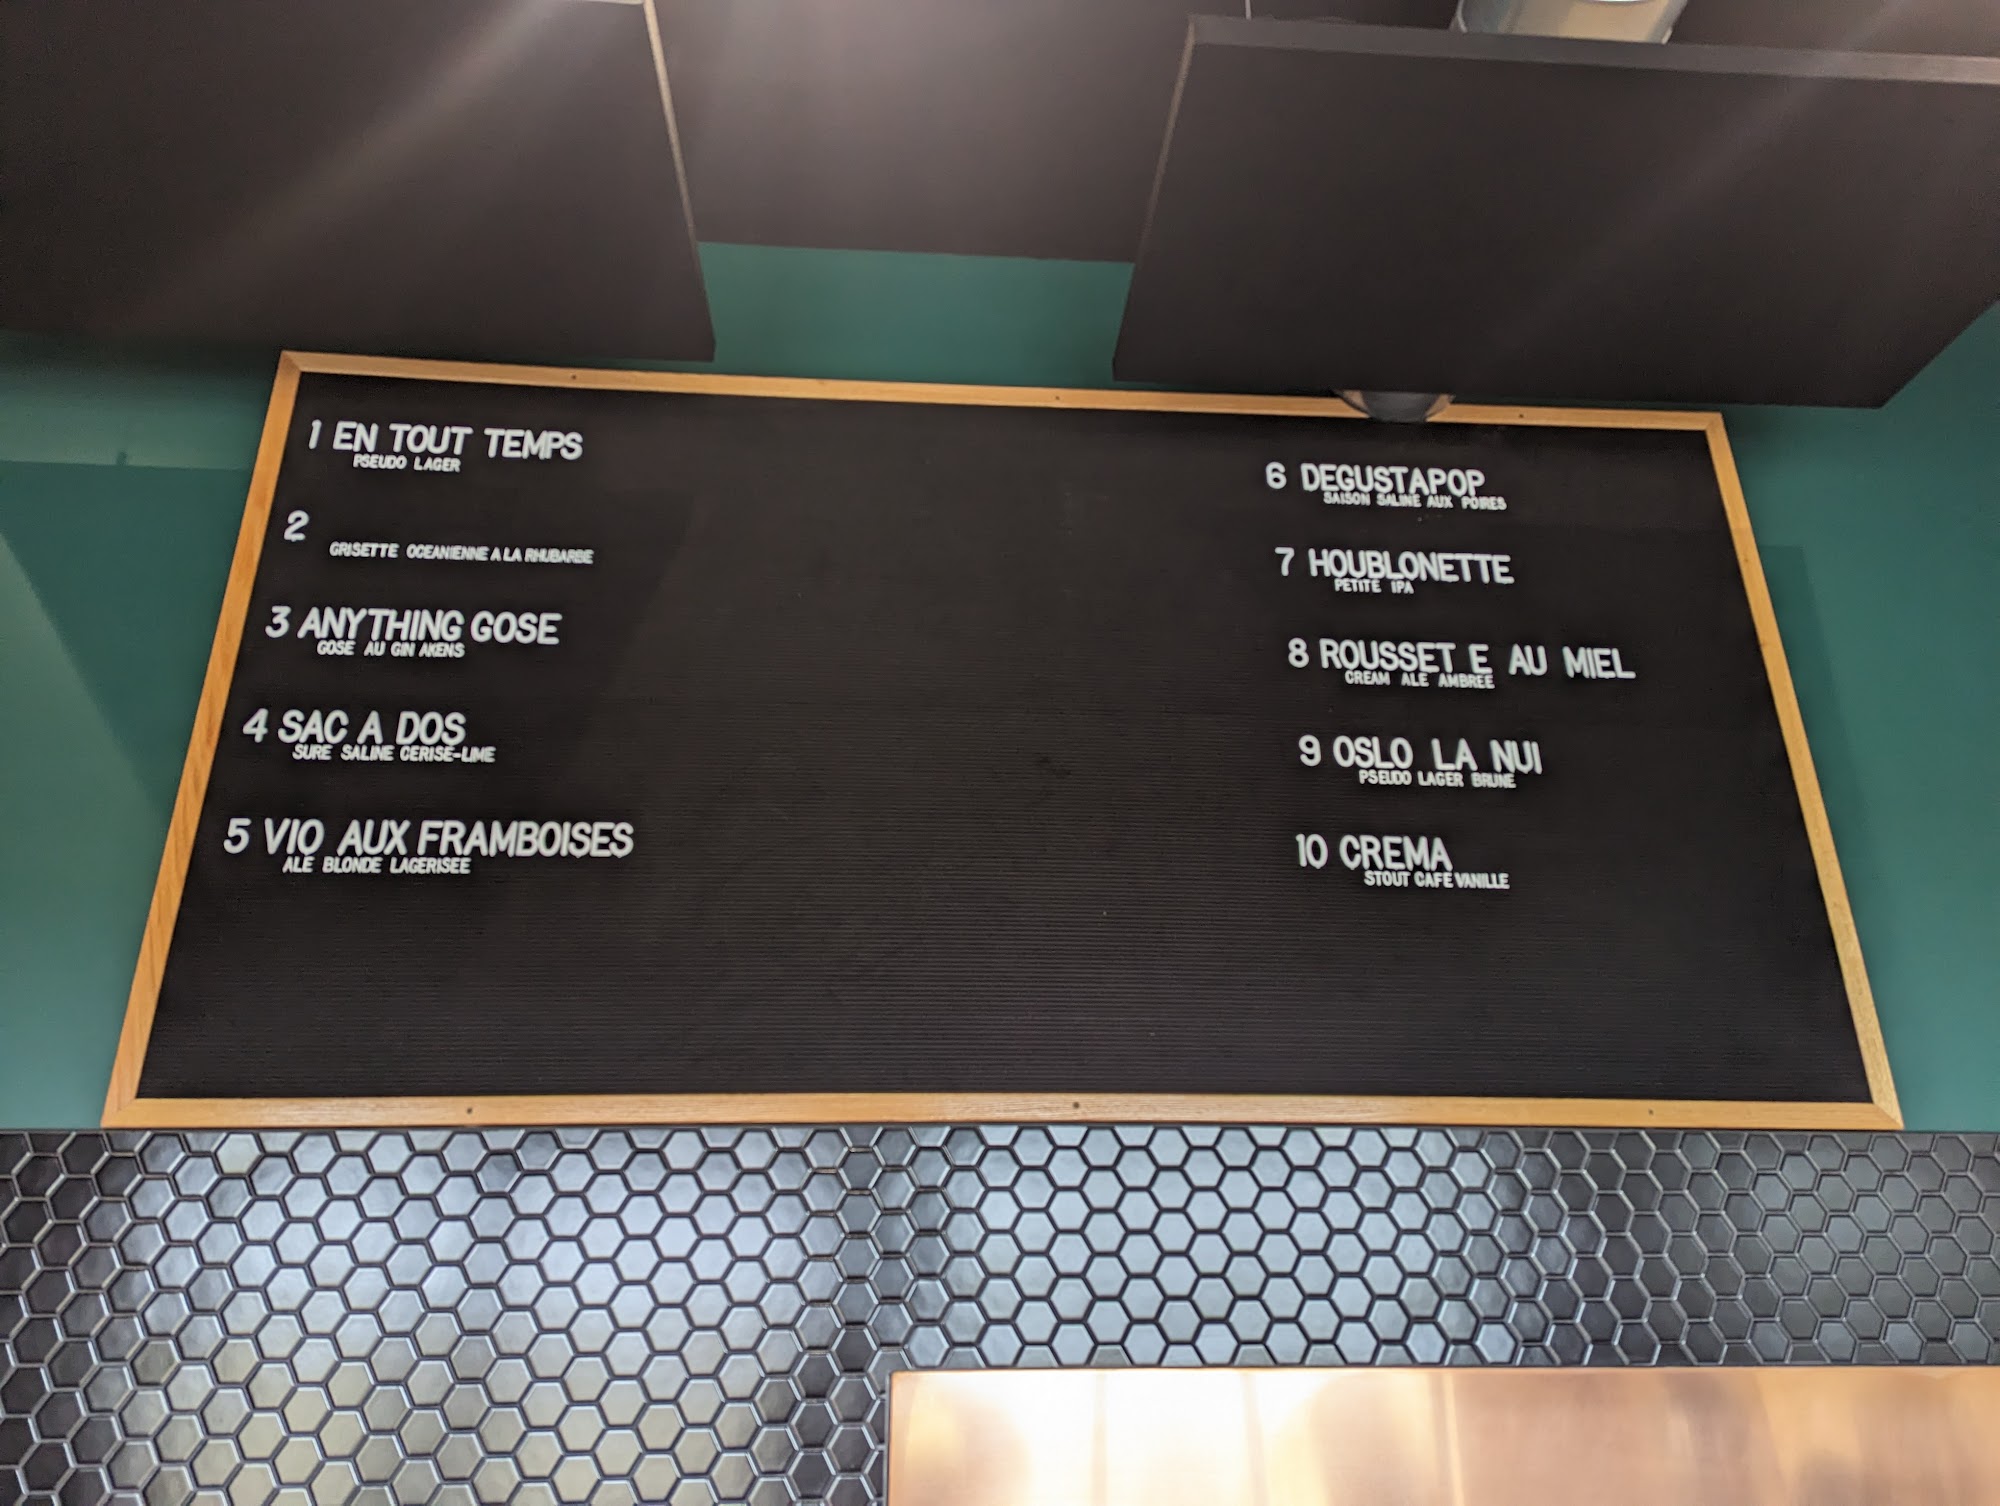 1 EN TOUT TEMPS
PSEUDO LAGER
2
GRISETTE OCEANIENNE A LA RHUBARBE
3 ANYTHING GOSE
GOSE AU GIN AKENS
4 SAC A DOS
SURE SALINE CERISE-LIME
5 VIO AUX FRAMBOISES
ALE BLONDE LAGERISEE
6 DEGUSTAPOP
SAISON SALINE AUX POIRES
7 HOUBLONETTE
PETITE IPA
8 ROUSSET E AU MIEL
CREAM ALE AMBREE
9 OSLO LA NUI
PSEUDO LAGER BRUNE
10 CREMA
STOUT CAFE VANILLE